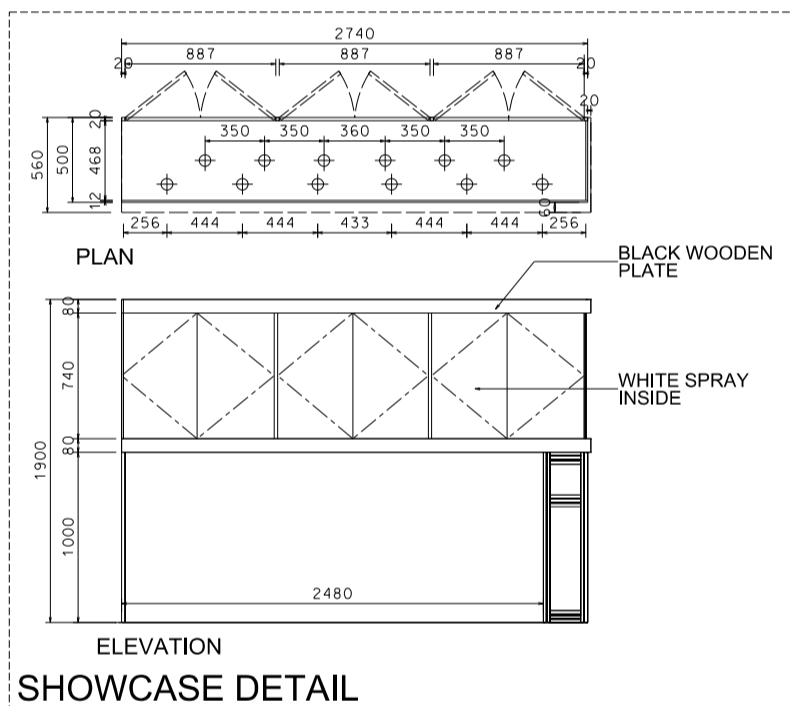 2740
887 887 887
20 20
20
350 350 360 350 350
560 500 20 468 12
60
256 444 444 433 444 444 256
PLAN
BLACK WOODEN
PLATE
80
740
WHITE SPRAY
INSIDE
80
1900
1000
2480
ELEVATION
SHOWCASE DETAIL